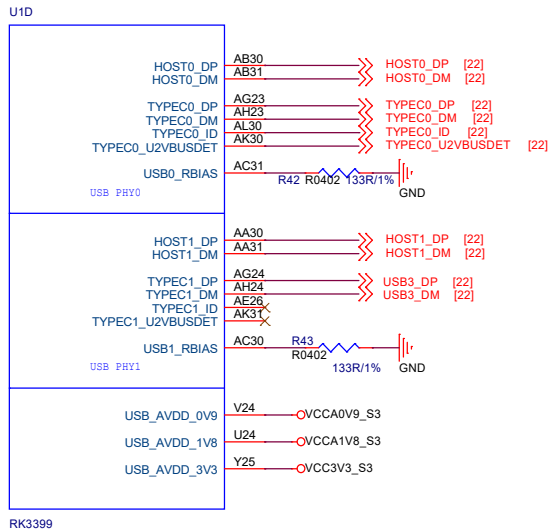 U1D
HOST0_DP AB30 HOST0_DP [22]
HOST0_DM AB31 HOST0_DM [22]
TYPEC0_DP AG23 TYPEC0_DP [22]
TYPEC0_DM AH23 TYPEC0_DM [22]
TYPEC0_ID AL30 TYPEC0_ID [22]
TYPEC0_U2VBUSDET AK30 TYPEC0_U2VBUSDET [22]
USB0_RBIAS AC31 R42 R0402 133R/1%
USB PHY0 GND
HOST1_DP AA30 HOST1_DP [22]
HOST1_DM AA31 HOST1_DM [22]
TYPEC1_DP AG24 USB3_DP [22]
TYPEC1_DM AH24 USB3_DM [22]
TYPEC1_ID AE26
TYPEC1_U2VBUSDET AK31
USB1_RBIAS AC30 R43
R0402
USB PHY1 133R/1% GND
USB_AVDD_0V9 V24 VCCA0V9_S3
USB_AVDD_1V8 U24 VCCA1V8_S3
USB_AVDD_3V3 Y25 VCC3V3_S3
RK3399